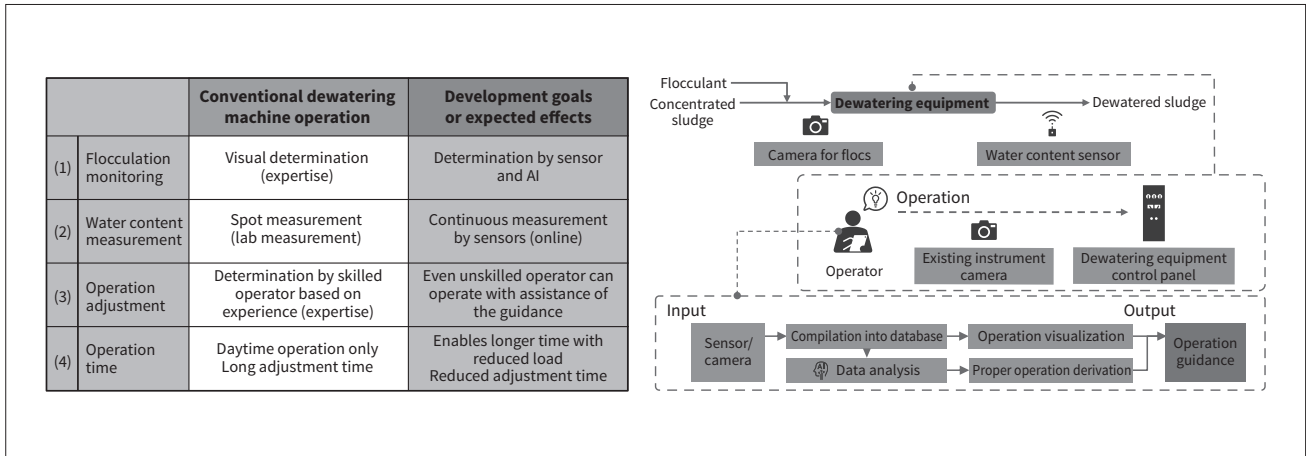 Conventional dewatering
machine operation
Development goals
or expected effects
(1)
Flocculation
monitoring
Visual determination
(expertise)
Determination by sensor
and AI
(2)
Water content
measurement
Spot measurement
(lab measurement)
Continuous measurement
by sensors (online)
(3)
Operation
adjustment
Determination by skilled
operator based on
experience (expertise)
Even unskilled operator can
operate with assistance of
the guidance
(4)
Operation
time
Daytime operation only
Long adjustment time
Enables longer time with
reduced load
Reduced adjustment time
Flocculant
Concentrated
sludge
Dewatering equipment
Dewatered sludge
Camera for flocs
Water content sensor
Operation
Operator
Existing instrument
camera
Dewatering equipment
control panel
Input
Output
Sensor/
camera
Compilation into database
Operation visualization
AI
Data analysis
Proper operation derivation
Operation
guidance